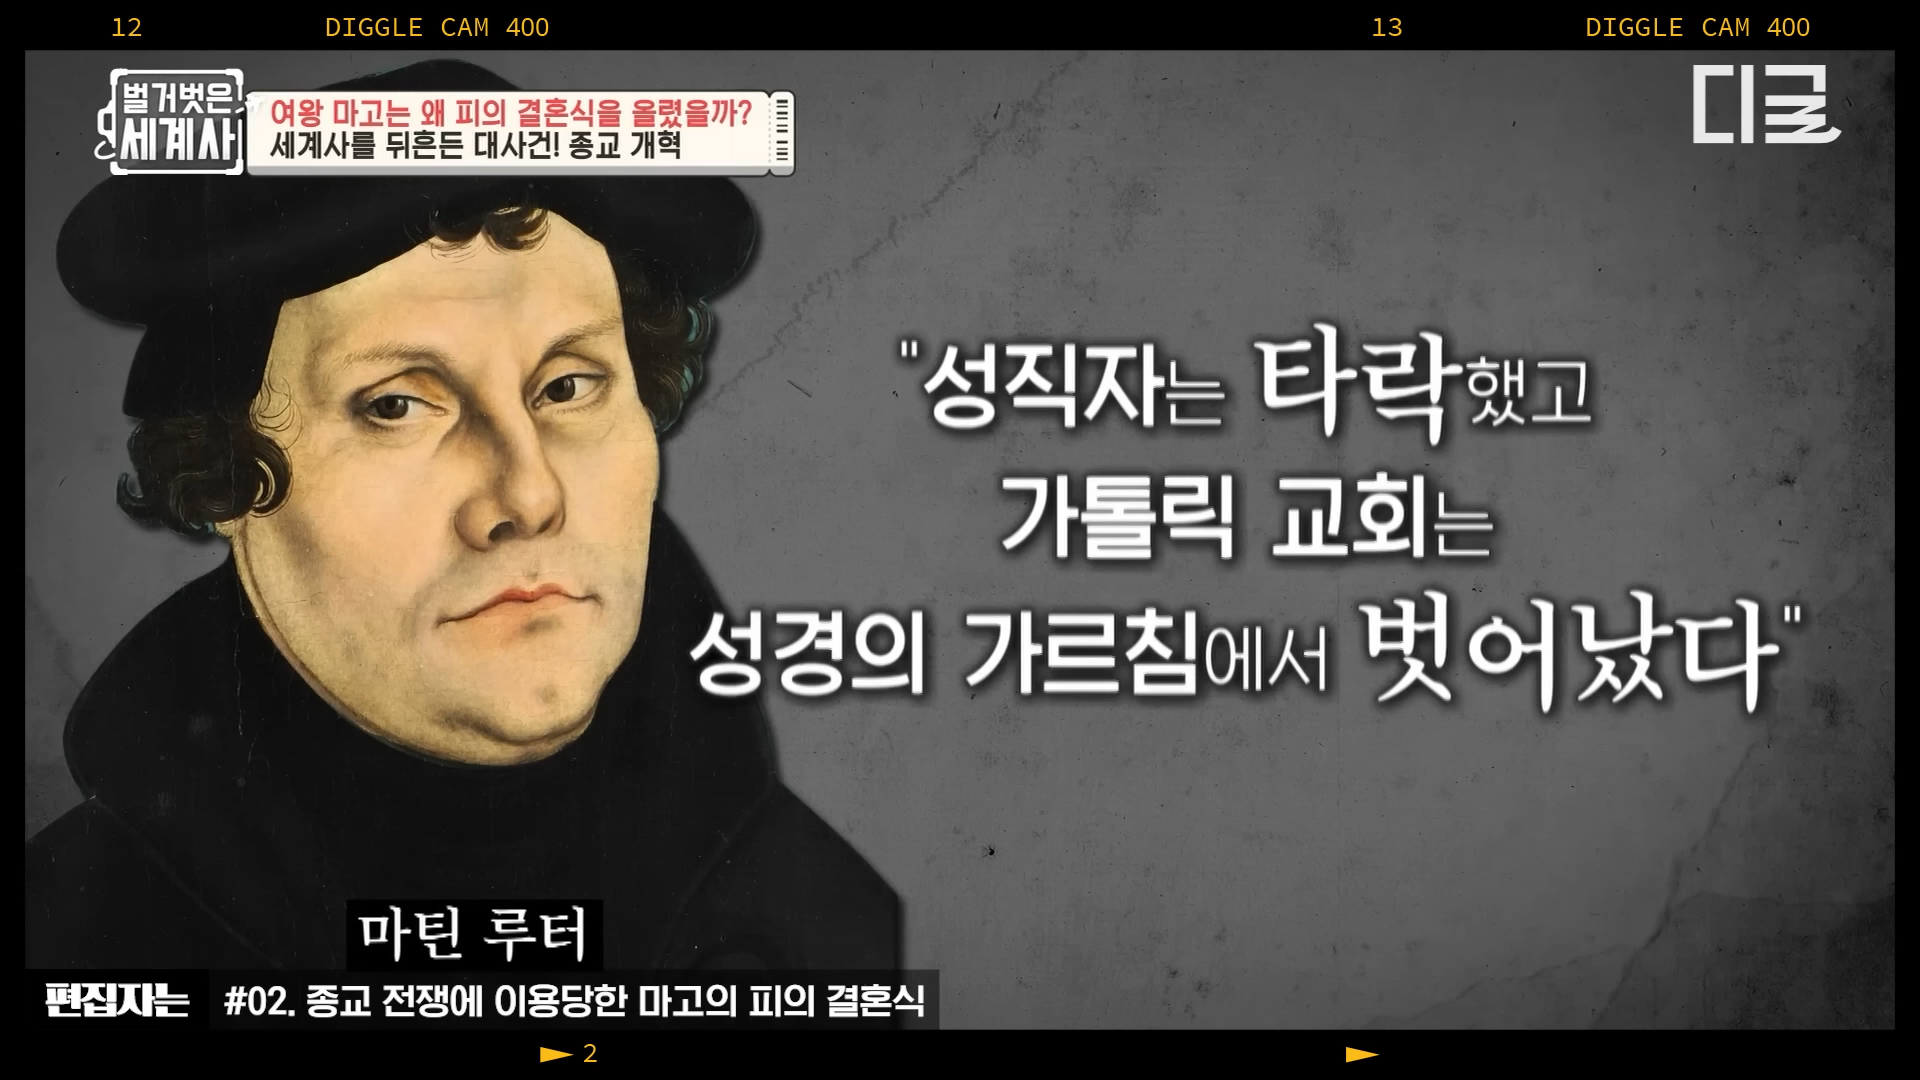 12 DIGGLE CAM 400 13 DIGGLE CAM 400
벌거벗은!
세계사
여왕 마고는 왜 피의 결혼식을 올렸을까?
세계사를 뒤흔든 대사건! 종교 개혁
디글
"성직자는 타락했고
가톨릭 교회는
성경의 가르침에서 벗어났다"
마틴 루터
편집자는 #02. 종교 전쟁에 이용당한 마고의 피의 결혼식
2